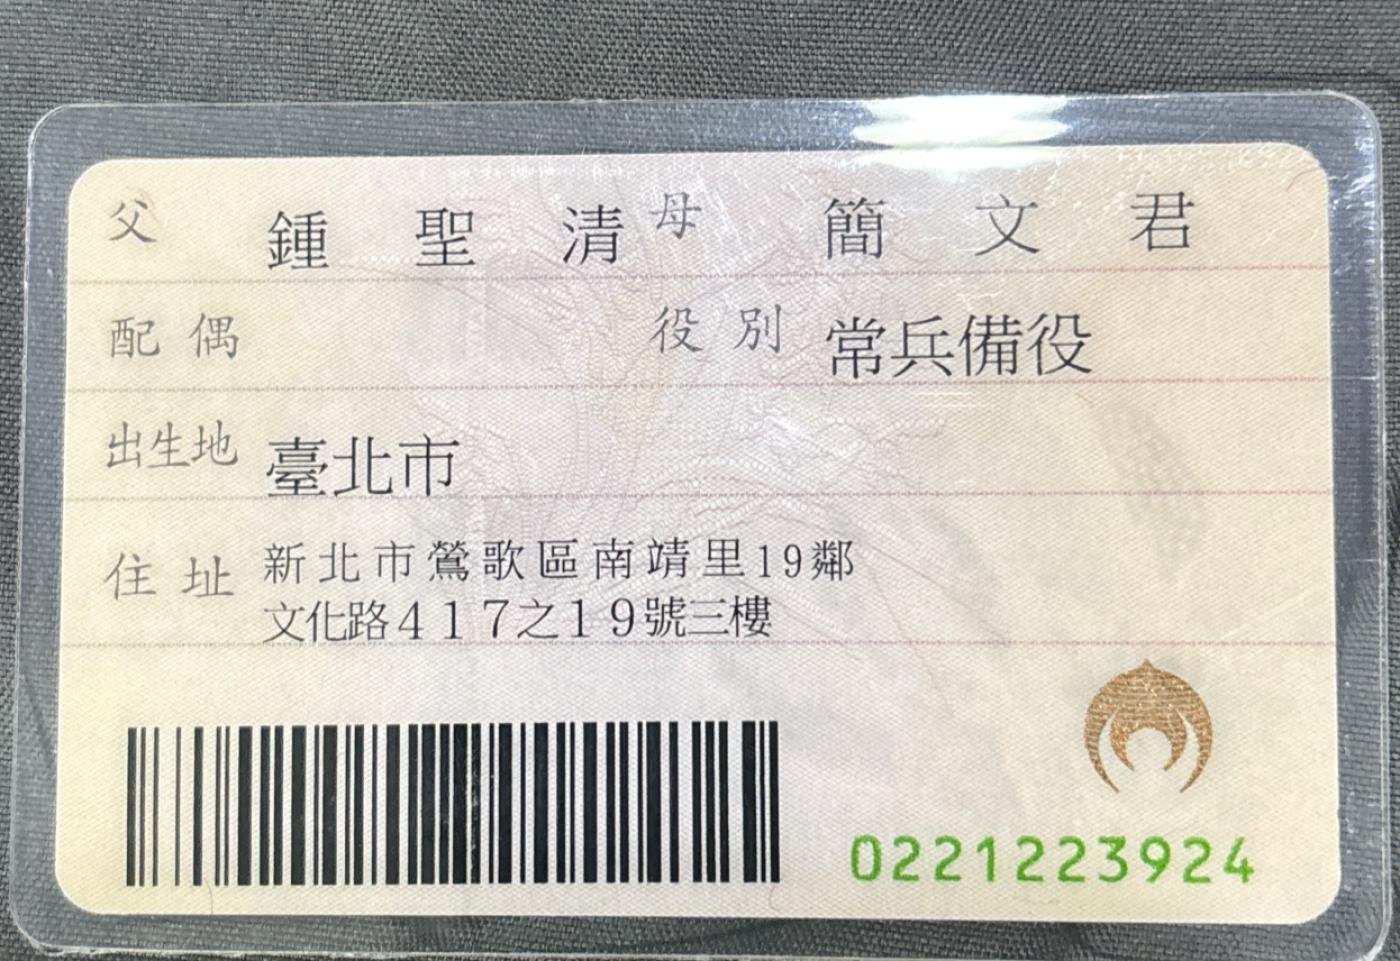 父 鍾聖清 母 簡文君
配偶 役別 常兵備役
出生地 臺北市
住址 新北市鶯歌區南靖里19鄰
文化路417之19號三樓
0221223924